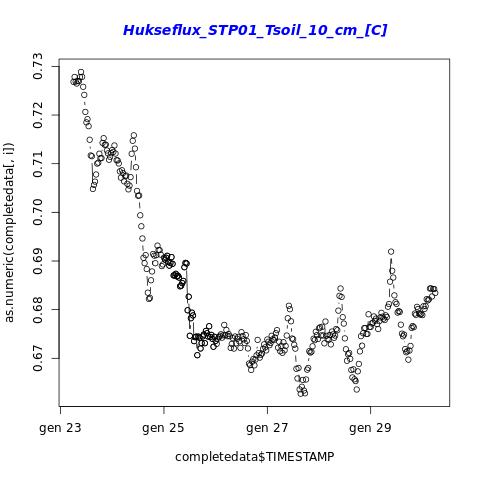 Hukseflux_STP01_Tsoil_10_cm_[C]
as.numeric(completedata[, i])
0.73
0.72
0.71
0.70
0.69
0.68
0.67
gen 23
gen 25
gen 27
gen 29
completedata$TIMESTAMP